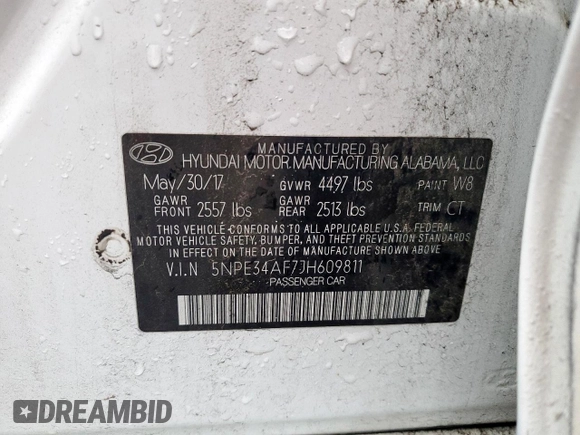 MANUFACTURED BY
HYUNDAI MOTOR MANUFACTURING ALABAMA, LLC
May/30/17 GVWR 4497 lbs PAINT W8
GAWR FRONT 2557 lbs GAWR REAR 2513 lbs TRIM CT
THIS VEHICLE CONFORMS TO ALL APPLICABLE U.S.A. FEDERAL
MOTOR VEHICLE SAFETY, BUMPER, AND THEFT PREVENTION STANDARDS
IN EFFECT ON THE DATE OF MANUFACTURE SHOWN ABOVE.
V.I.N 5NPE34AF7JH609811
PASSENGER CAR
DREAMBID